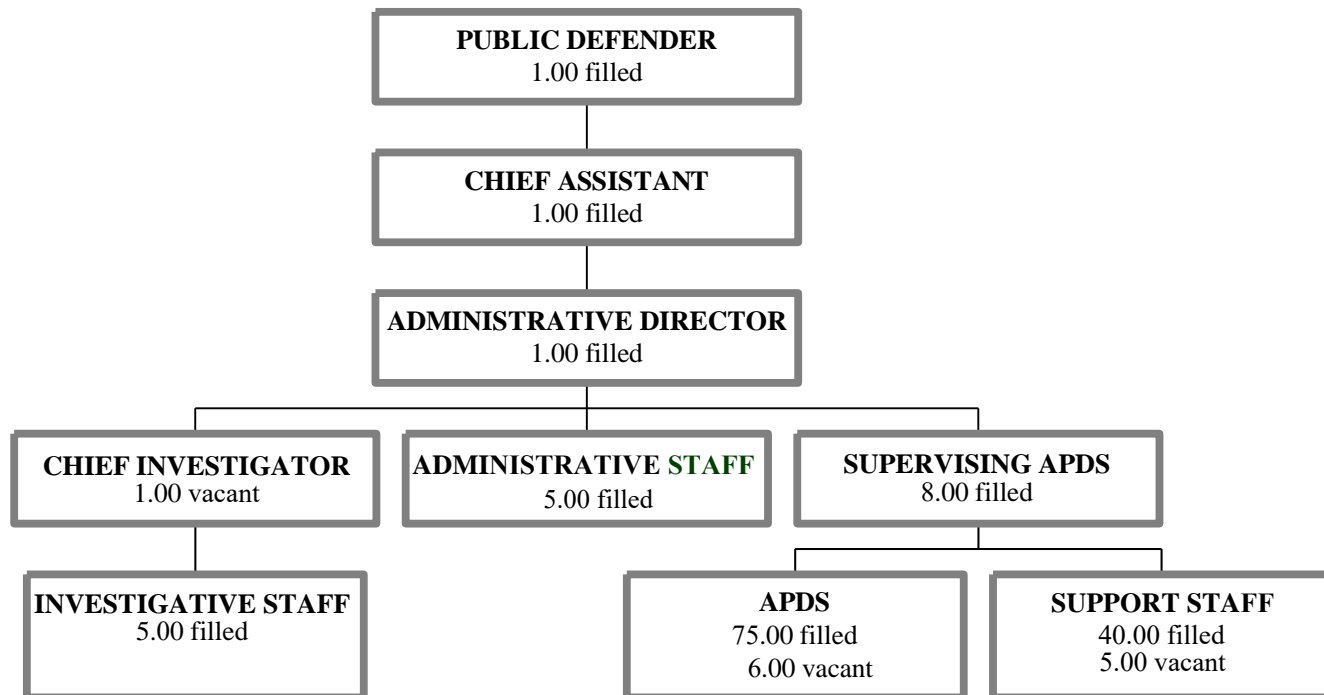 PUBLIC DEFENDER
1.00 filled
CHIEF ASSISTANT
1.00 filled
ADMINISTRATIVE DIRECTOR
1.00 filled
CHIEF INVESTIGATOR
1.00 vacant
ADMINISTRATIVE STAFF
5.00 filled
SUPERVISING APDS
8.00 filled
INVESTIGATIVE STAFF
5.00 filled
APDS
75.00 filled
6.00 vacant
SUPPORT STAFF
40.00 filled
5.00 vacant